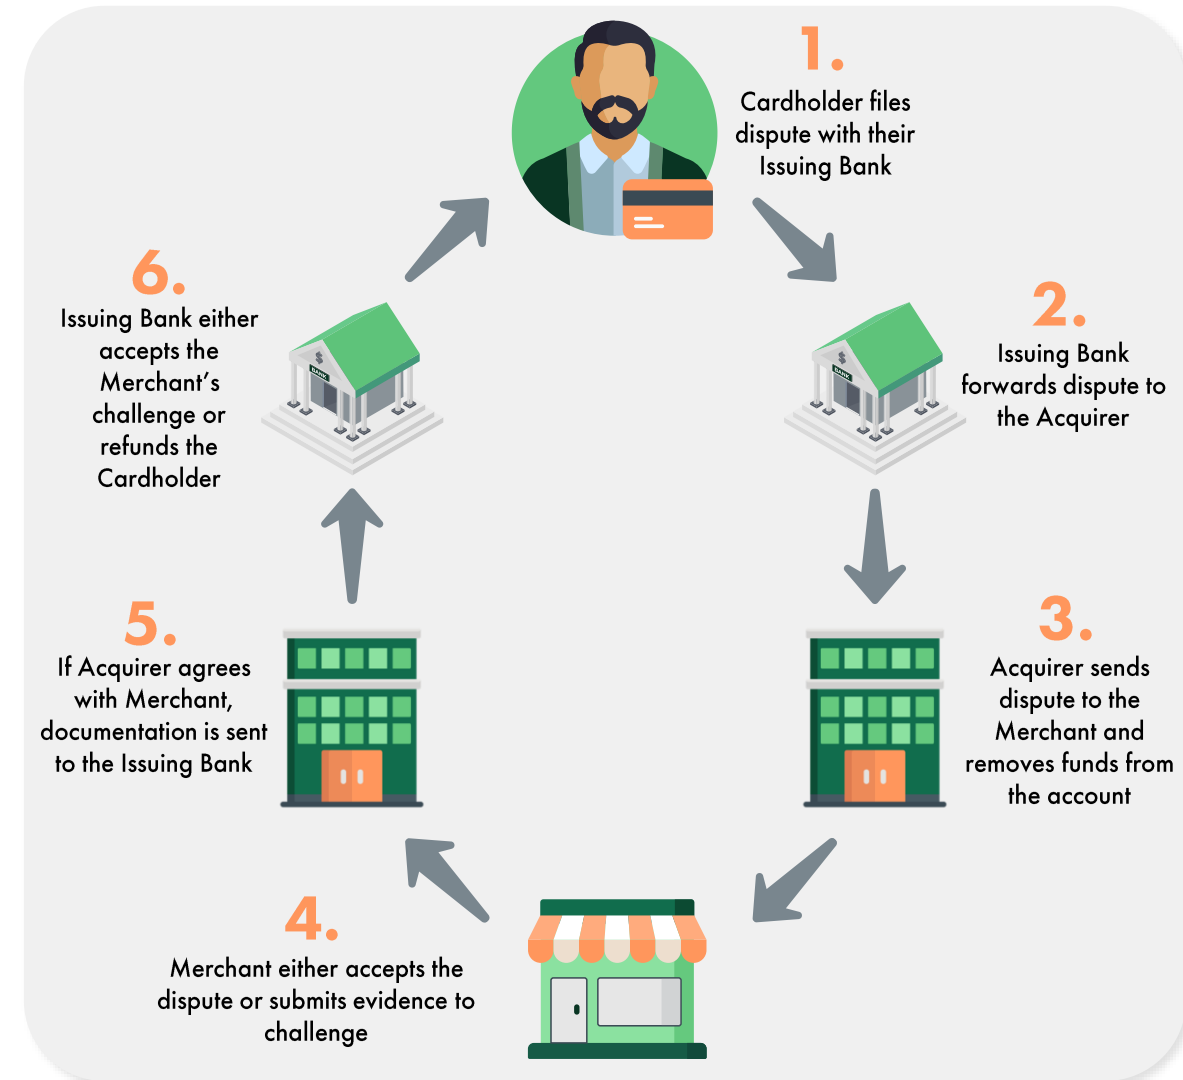 1.
Cardholder files
dispute with their
Issuing Bank
2.
Issuing Bank
forwards dispute to
the Acquirer
3.
Acquirer sends
dispute to the
Merchant and
removes funds from
the account
4.
Merchant either accepts the
dispute or submits evidence to
challenge
5.
If Acquirer agrees
with Merchant,
documentation is sent
to the Issuing Bank
6.
Issuing Bank either
accepts the
Merchant's
challenge or
refunds the
Cardholder
$
BANK
$
BANK